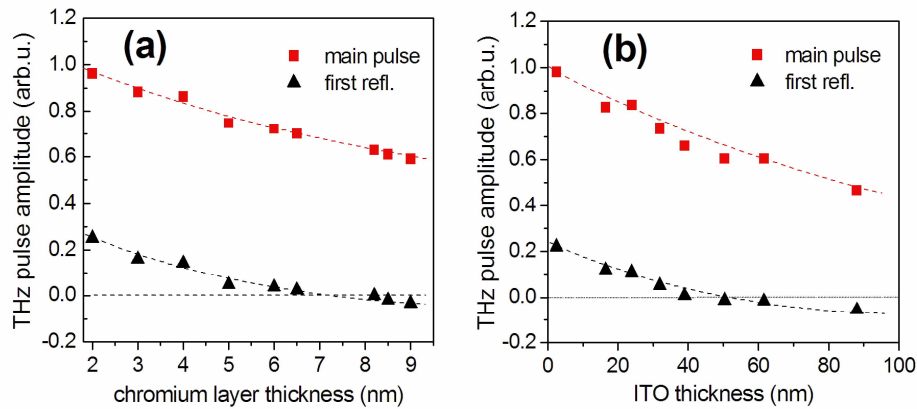 (a)
main pulse
first refl.
THz pulse amplitude (arb.u.)
1.2
1.0
0.8
0.6
0.4
0.2
0.0
-0.2
2 3 4 5 6 7 8 9
chromium layer thickness (nm)
(b)
main pulse
first refl.
THz pulse amplitude (arb.u.)
1.2
1.0
0.8
0.6
0.4
0.2
0.0
-0.2
0 20 40 60 80 100
ITO thickness (nm)